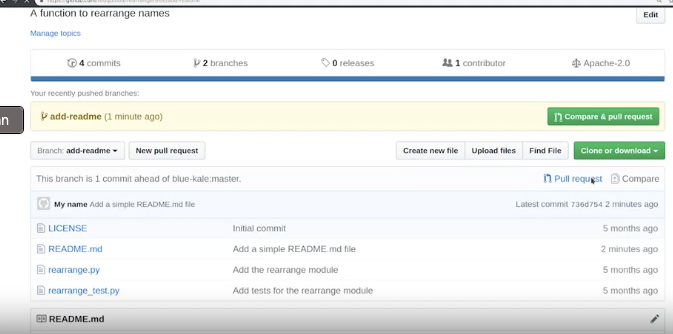 A function to rearrange names
Edit
Manage topics
4 commits
2 branches
0 releases
1 contributor
Apache-2.0
Your recently pushed branches:
add-readme (1 minute ago)
Compare & pull request
Branch: add-readme
New pull request
Create new file
Upload files
Find File
Clone or download
This branch is 1 commit ahead of blue-kale:master.
Pull request
Compare
My name Add a simple README.md file
Latest commit 736d754 2 minutes ago
LICENSE
Initial commit
5 months ago
README.md
Add a simple README.md file
2 minutes ago
rearrange.py
Add the rearrange module
5 months ago
rearrange_test.py
Add tests for the rearrange module
5 months ago
README.md